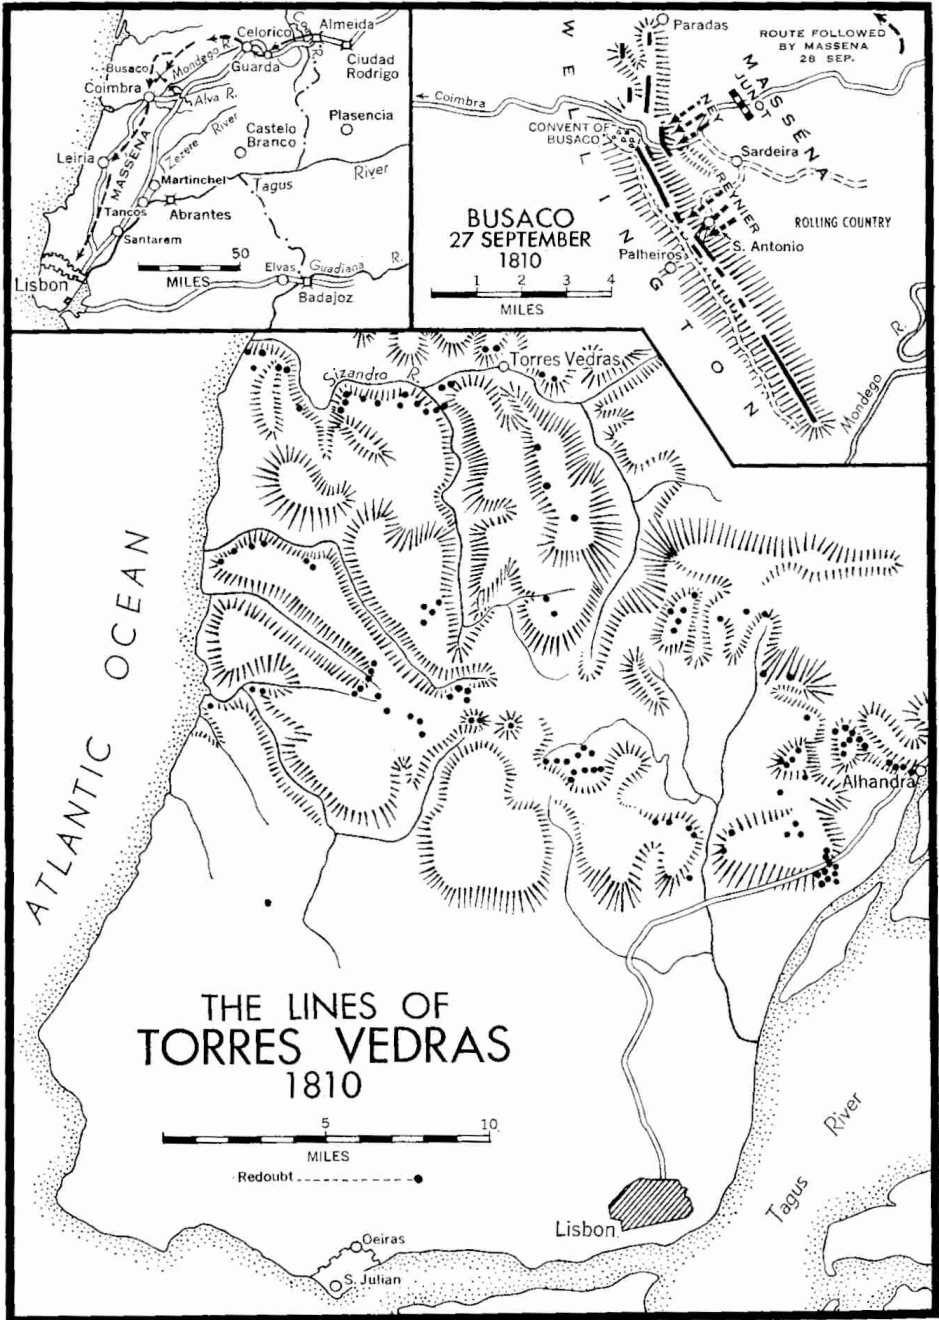 Celorico
Almeida
Coa R.
Mondego R.
Guarda
Ciudad
Rodrigo
Busaco
Coimbra
Alva R.
Plasencia
Zezere River
Castelo
Branco
Leiria
MASSENA
Martinchel
Tagus River
Tancos
Abrantes
Santarem
50
MILES
Elvas
Guadiana R.
Badajoz
Lisbon
Paradas
ROUTE FOLLOWED
BY MASSENA
28 SEP.
WELLINGTON
MASSÉNA
JUNOT
NEY
Coimbra
CONVENT OF
BUSACO
Sardeira
REYNIER
ROLLING COUNTRY
BUSACO
27 SEPTEMBER
1810
S. Antonio
Palheiros
1 2 3 4
MILES
Mondego R.
Torres Vedras
Sizandro R.
ATLANTIC OCEAN
Alhandra
THE LINES OF
TORRES VEDRAS
1810
5 10
MILES
Redoubt
Tagus River
Lisbon
Oeiras
S. Julian